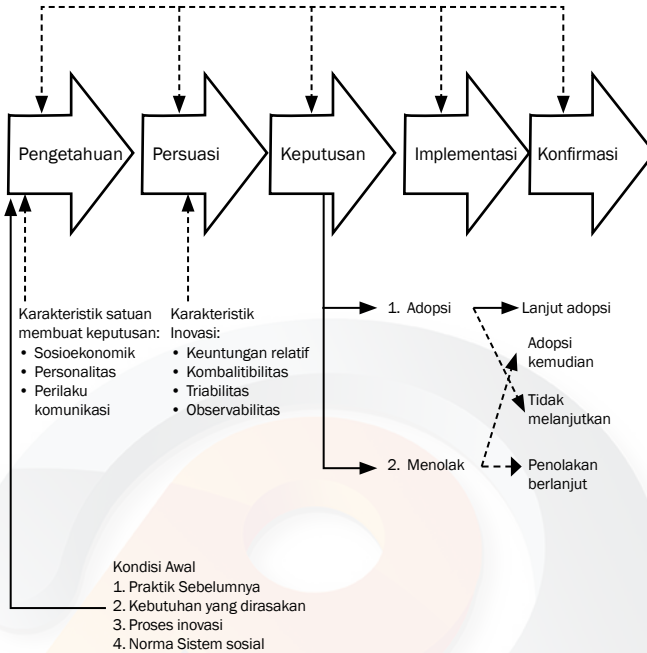 Pengetahuan
Persuasi
Keputusan
Implementasi
Konfirmasi
Karakteristik satuan
membuat keputusan:
• Sosioekonomik
• Personalitas
• Perilaku
komunikasi
Karakteristik
Inovasi:
• Keuntungan relatif
• Kombalitibilitas
• Triabilitas
• Observabilitas
1. Adopsi
Lanjut adopsi
Adopsi
kemudian
Tidak
melanjutkan
2. Menolak
Penolakan
berlanjut
Kondisi Awal
1. Praktik Sebelumnya
2. Kebutuhan yang dirasakan
3. Proses inovasi
4. Norma Sistem sosial